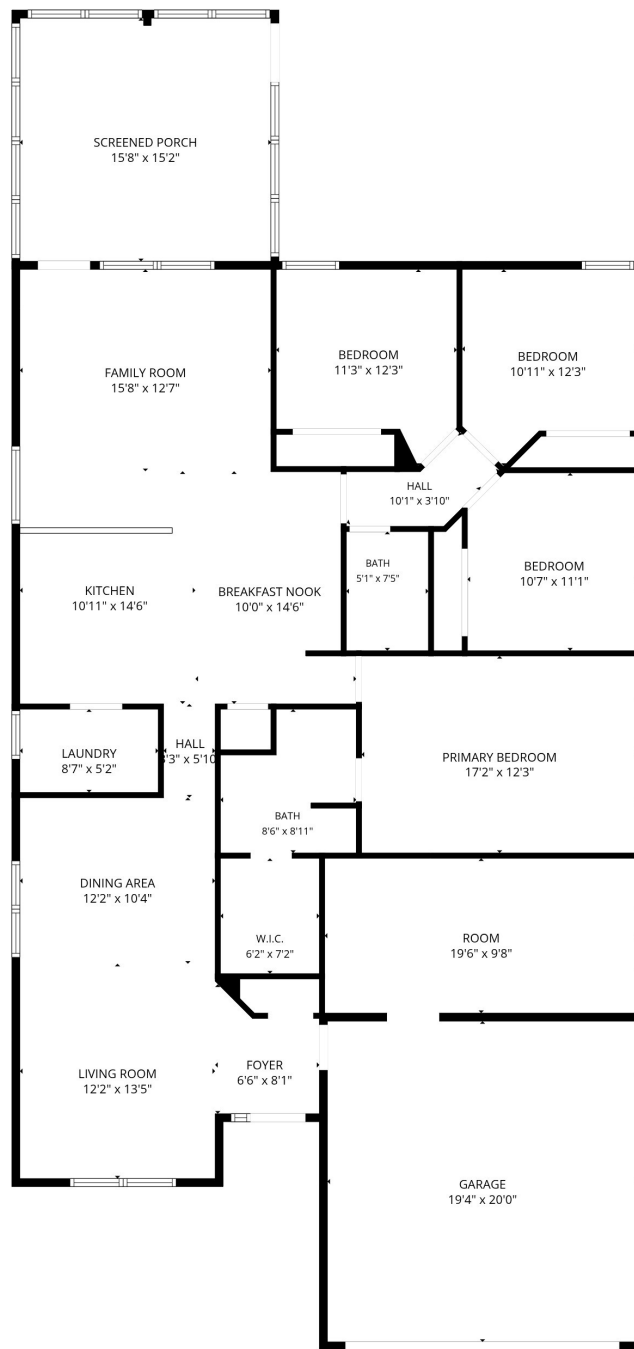 SCREENED PORCH
15'8" x 15'2"
FAMILY ROOM
15'8" x 12'7"
BEDROOM
11'3" x 12'3"
BEDROOM
10'11" x 12'3"
HALL
10'1" x 3'10"
BATH
5'1" x 7'5"
BEDROOM
10'7" x 11'1"
KITCHEN
10'11" x 14'6"
BREAKFAST NOOK
10'0" x 14'6"
LAUNDRY
8'7" x 5'2"
HALL
x 5'10
PRIMARY BEDROOM
17'2" x 12'3"
BATH
8'6" x 8'11"
DINING AREA
12'2" x 10'4"
W.I.C.
6'2" x 7'2"
ROOM
19'6" x 9'8"
LIVING ROOM
12'2" x 13'5"
FOYER
6'6" x 8'1"
GARAGE
19'4" x 20'0"